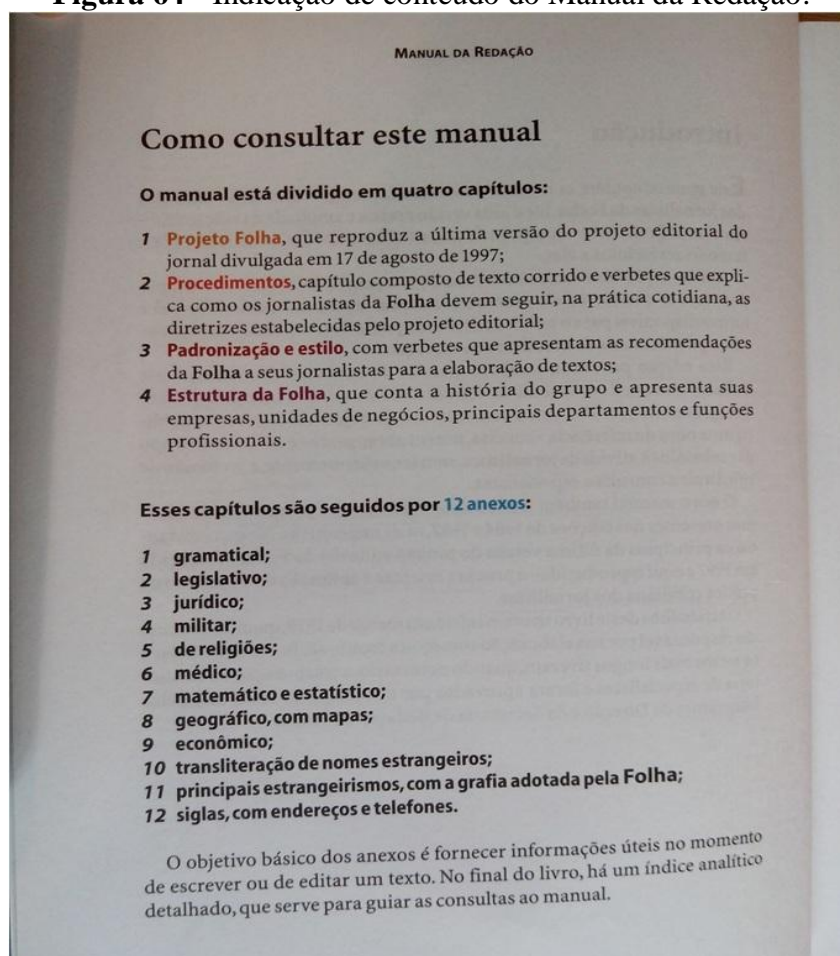 Figura 04 - Indicação de conteúdo do Manual da Redação.
MANUAL DA REDAÇÃO
Como consultar este manual
O manual está dividido em quatro capítulos:
1 Projeto Folha, que reproduz a última versão do projeto editorial do
jornal divulgada em 17 de agosto de 1997;
2 Procedimentos, capítulo composto de texto corrido e verbetes que expli-
ca como os jornalistas da Folha devem seguir, na prática cotidiana, as
diretrizes estabelecidas pelo projeto editorial;
3 Padronização e estilo, com verbetes que apresentam as recomendações
da Folha a seus jornalistas para a elaboração de textos;
4 Estrutura da Folha, que conta a história do grupo e apresenta suas
empresas, unidades de negócios, principais departamentos e funções
profissionais.
Esses capítulos são seguidos por 12 anexos:
1 gramatical;
2 legislativo;
3 jurídico;
4 militar;
5 de religiões;
6 médico;
7 matemático e estatístico;
8 geográfico, com mapas;
9 econômico;
10 transliteração de nomes estrangeiros;
11 principais estrangeirismos, com a grafia adotada pela Folha;
12 siglas, com endereços e telefones.
O objetivo básico dos anexos é fornecer informações úteis no momento
de escrever ou de editar um texto. No final do livro, há um índice analítico
detalhado, que serve para guiar as consultas ao manual.